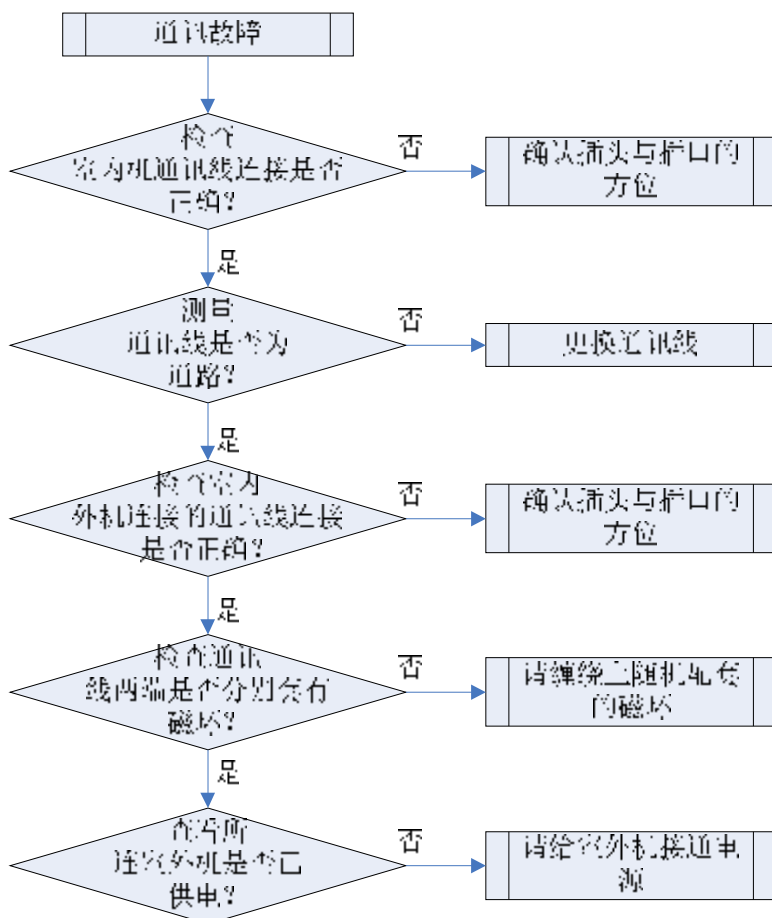 通讯故障
检查
室内机通讯线连接是否
正确?
否
确认插头与插口的
方位
是
测量
通讯线是否为
通路?
否
更换通讯线
是
检查室内
外机连接的通讯线连接
是否正确?
否
确认插头与插口的
方位
是
检查通讯
线两端是否分别套有
磁环?
否
请缠绕上随机配套
的磁环
是
查看所
连室外机是否已
供电?
否
请给室外机接通电
源